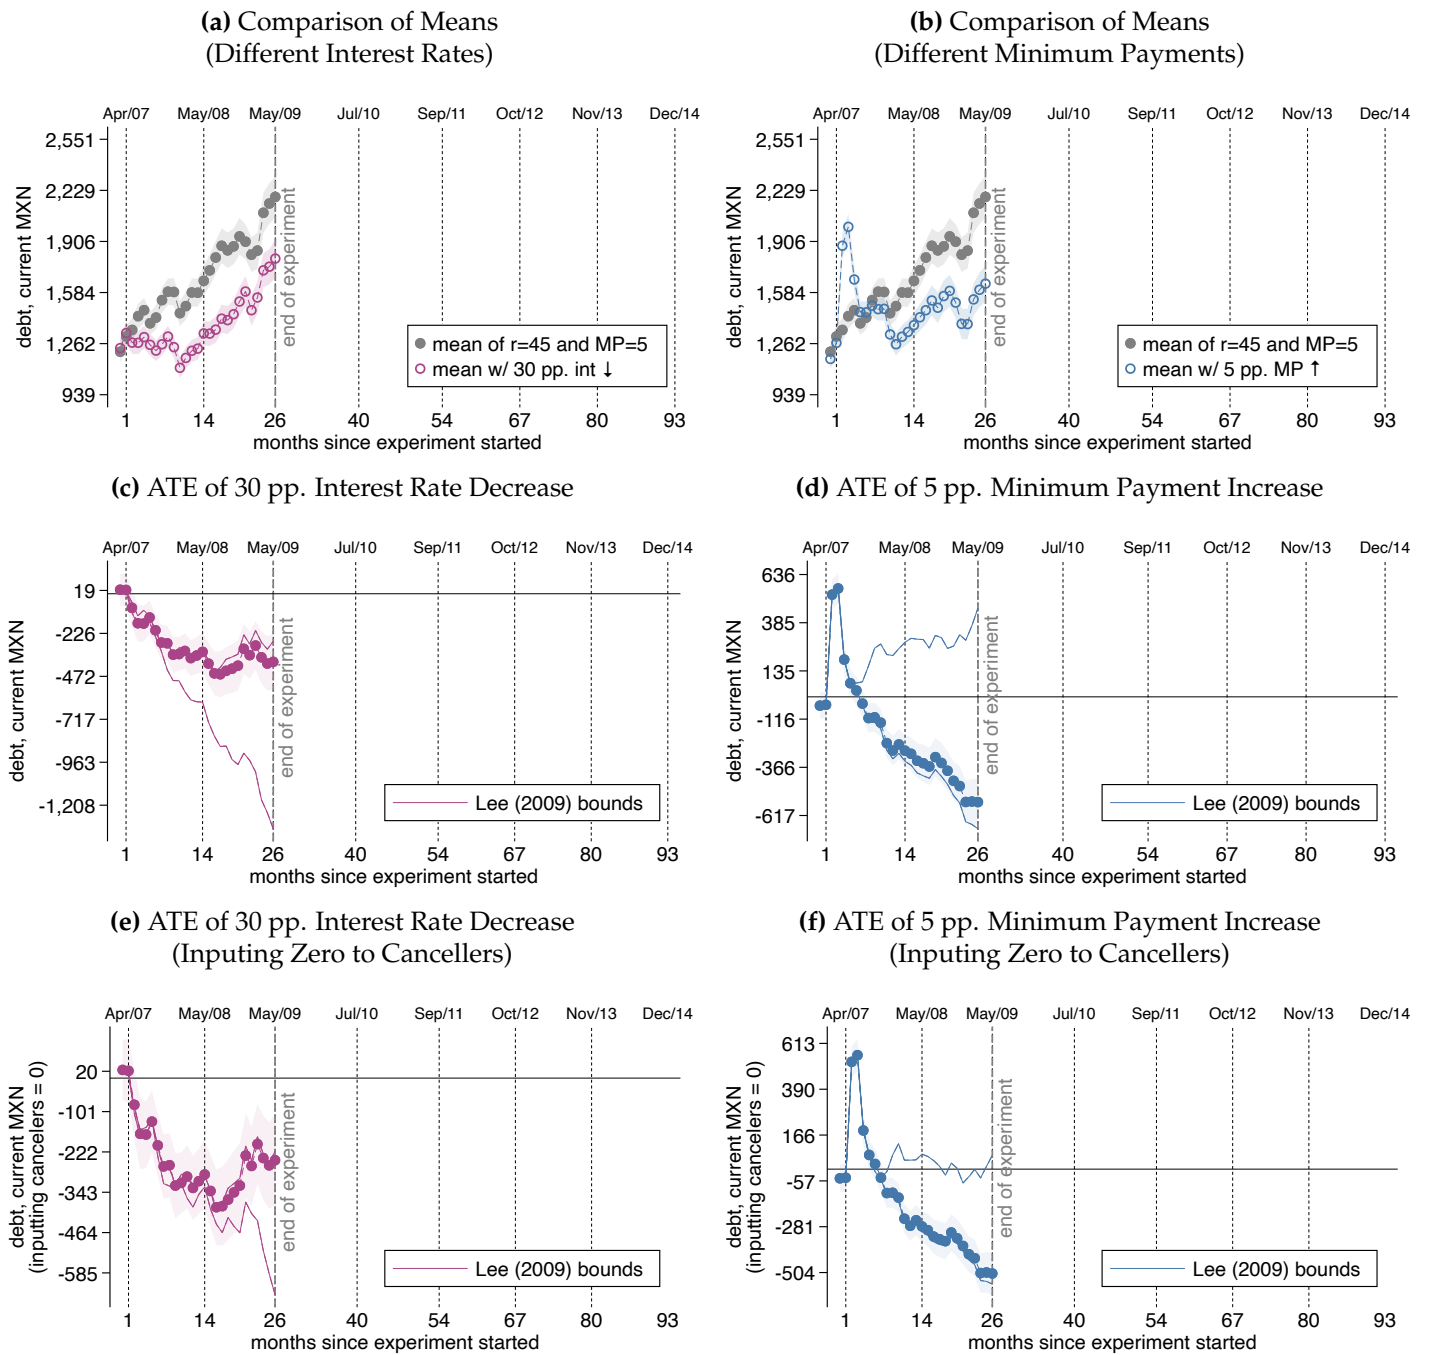 (a) Comparison of Means
(Different Interest Rates)
Apr/07 May/08 May/09 Jul/10 Sep/11 Oct/12 Nov/13 Dec/14
debt, current MXN
2,551
2,229
1,906
1,584
1,262
939
end of experiment
mean of r=45 and MP=5
mean w/ 30 pp. int ↓
1 14 26 40 54 67 80 93
months since experiment started
(b) Comparison of Means
(Different Minimum Payments)
Apr/07 May/08 May/09 Jul/10 Sep/11 Oct/12 Nov/13 Dec/14
debt, current MXN
2,551
2,229
1,906
1,584
1,262
939
end of experiment
mean of r=45 and MP=5
mean w/ 5 pp. MP ↑
1 14 26 40 54 67 80 93
months since experiment started
(c) ATE of 30 pp. Interest Rate Decrease
Apr/07 May/08 May/09 Jul/10 Sep/11 Oct/12 Nov/13 Dec/14
debt, current MXN
19
-226
-472
-717
-963
-1,208
end of experiment
Lee (2009) bounds
1 14 26 40 54 67 80 93
months since experiment started
(d) ATE of 5 pp. Minimum Payment Increase
Apr/07 May/08 May/09 Jul/10 Sep/11 Oct/12 Nov/13 Dec/14
debt, current MXN
636
385
135
-116
-366
-617
end of experiment
Lee (2009) bounds
1 14 26 40 54 67 80 93
months since experiment started
(e) ATE of 30 pp. Interest Rate Decrease
(Inputing Zero to Cancellers)
Apr/07 May/08 May/09 Jul/10 Sep/11 Oct/12 Nov/13 Dec/14
debt, current MXN
(inputting cancelers = 0)
20
-101
-222
-343
-464
-585
end of experiment
Lee (2009) bounds
1 14 26 40 54 67 80 93
months since experiment started
(f) ATE of 5 pp. Minimum Payment Increase
(Inputing Zero to Cancellers)
Apr/07 May/08 May/09 Jul/10 Sep/11 Oct/12 Nov/13 Dec/14
debt, current MXN
(inputting cancelers = 0)
613
390
166
-57
-281
-504
end of experiment
Lee (2009) bounds
1 14 26 40 54 67 80 93
months since experiment started